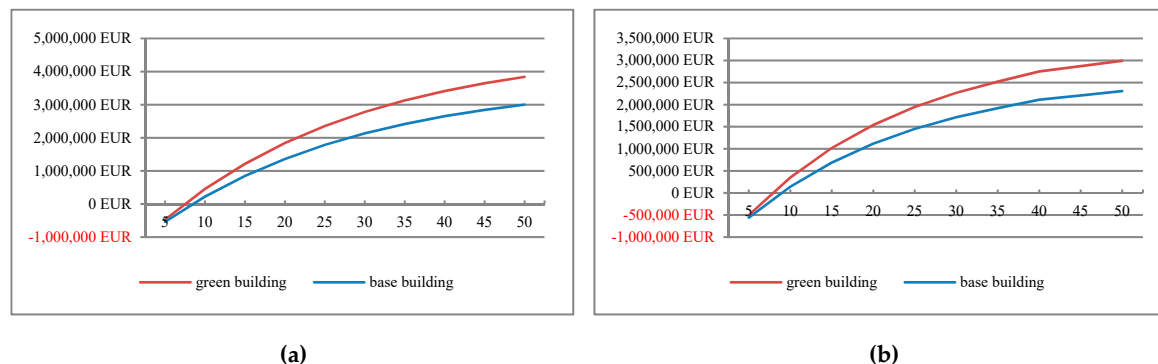 5,000,000 EUR
4,000,000 EUR
3,000,000 EUR
2,000,000 EUR
1,000,000 EUR
0 EUR
-1,000,000 EUR
5 10 15 20 25 30 35 40 45 50
green building base building
(a)
3,500,000 EUR
3,000,000 EUR
2,500,000 EUR
2,000,000 EUR
1,500,000 EUR
1,000,000 EUR
500,000 EUR
0 EUR
-500,000 EUR
-1,000,000 EUR
5 10 15 20 25 30 35 40 45 50
green building base building
(b)